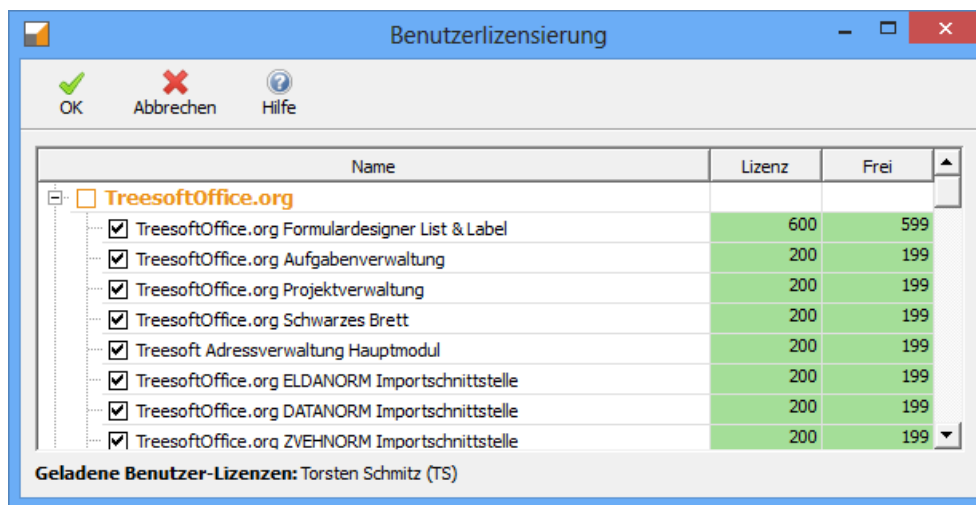 Benutzerlizensierung
OK Abbrechen Hilfe
Name Lizenz Frei
TreesoftOffice.org
TreesoftOffice.org Formulardesigner List & Label 600 599
TreesoftOffice.org Aufgabenverwaltung 200 199
TreesoftOffice.org Projektverwaltung 200 199
TreesoftOffice.org Schwarzes Brett 200 199
Treesoft Adressverwaltung Hauptmodul 200 199
TreesoftOffice.org ELDANORM Importschnittstelle 200 199
TreesoftOffice.org DATANORM Importschnittstelle 200 199
TreesoftOffice.org ZVEHNORM Importschnittstelle 200 199
Geladene Benutzer-Lizenzen: Torsten Schmitz (TS)